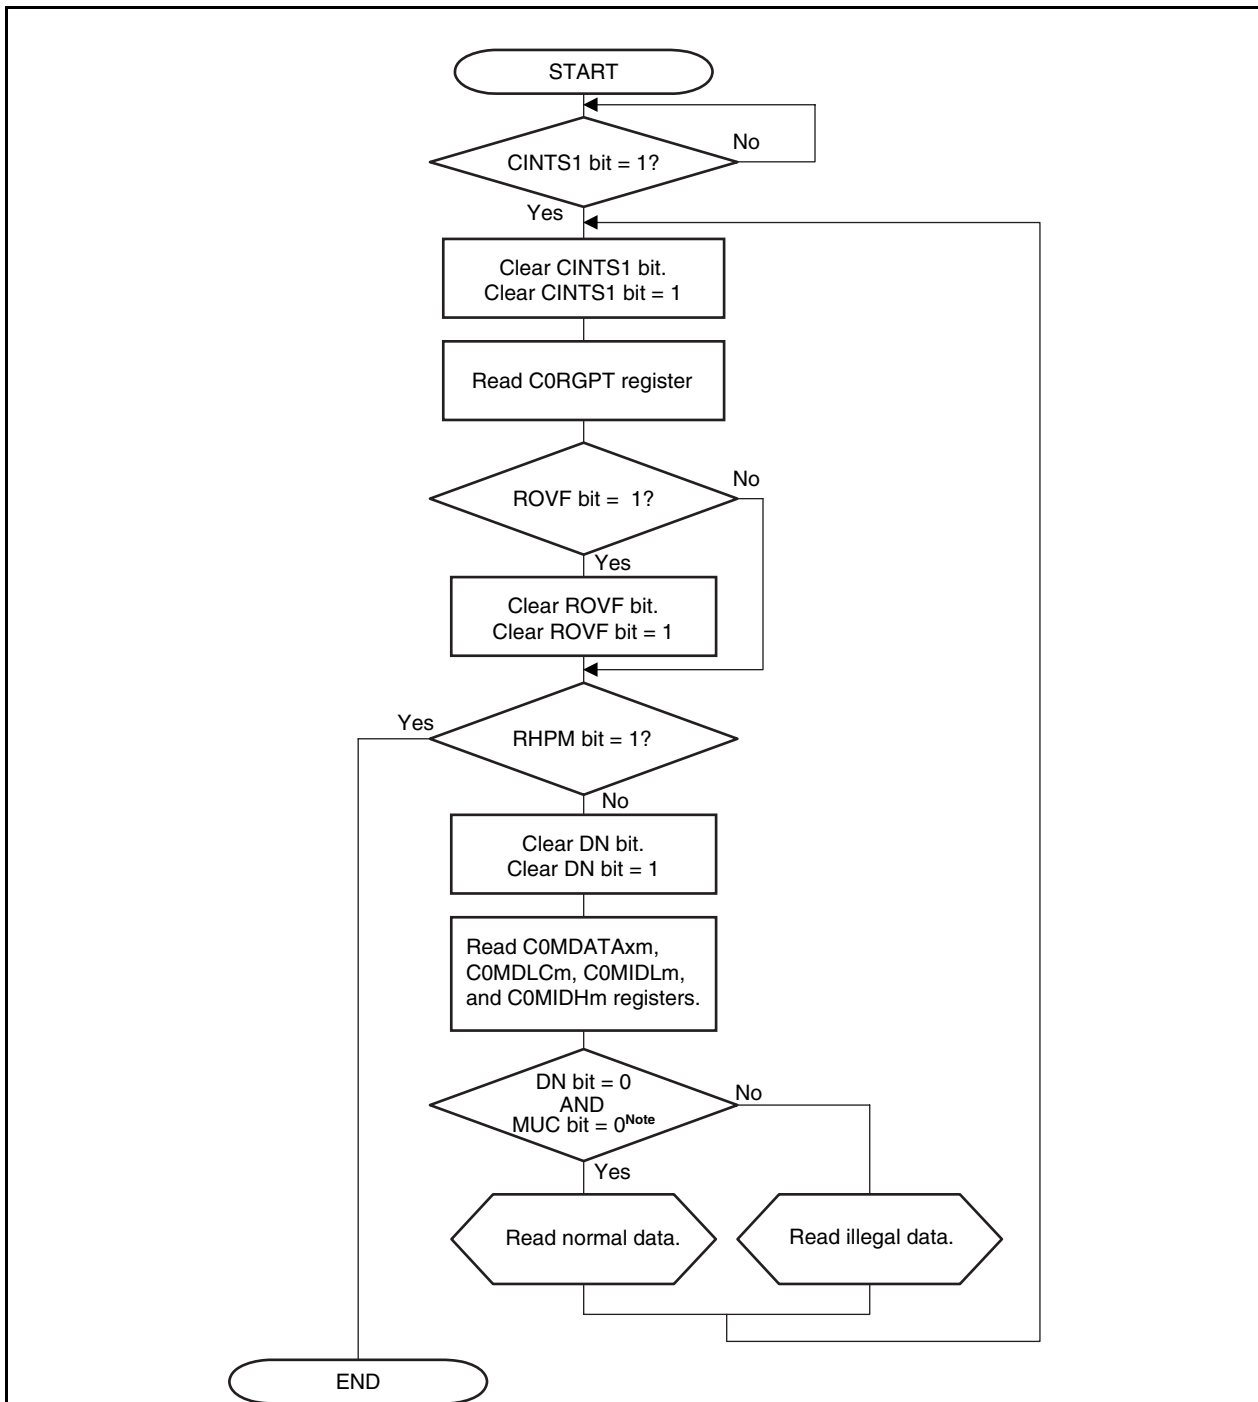 START
No
CINTS1 bit = 1?
Yes
Clear CINTS1 bit.
Clear CINTS1 bit = 1
Read C0RGPT register
No
ROVF bit =  1?
Yes
Clear ROVF bit.
Clear ROVF bit = 1
Yes
RHPM bit = 1?
No
Clear DN bit.
Clear DN bit = 1
Read C0MDATAxm,
C0MDLCm, C0MIDLm,
and C0MIDHm registers.
DN bit = 0
No
AND
MUC bit = 0Note
Yes
Read normal data.
Read illegal data.
END